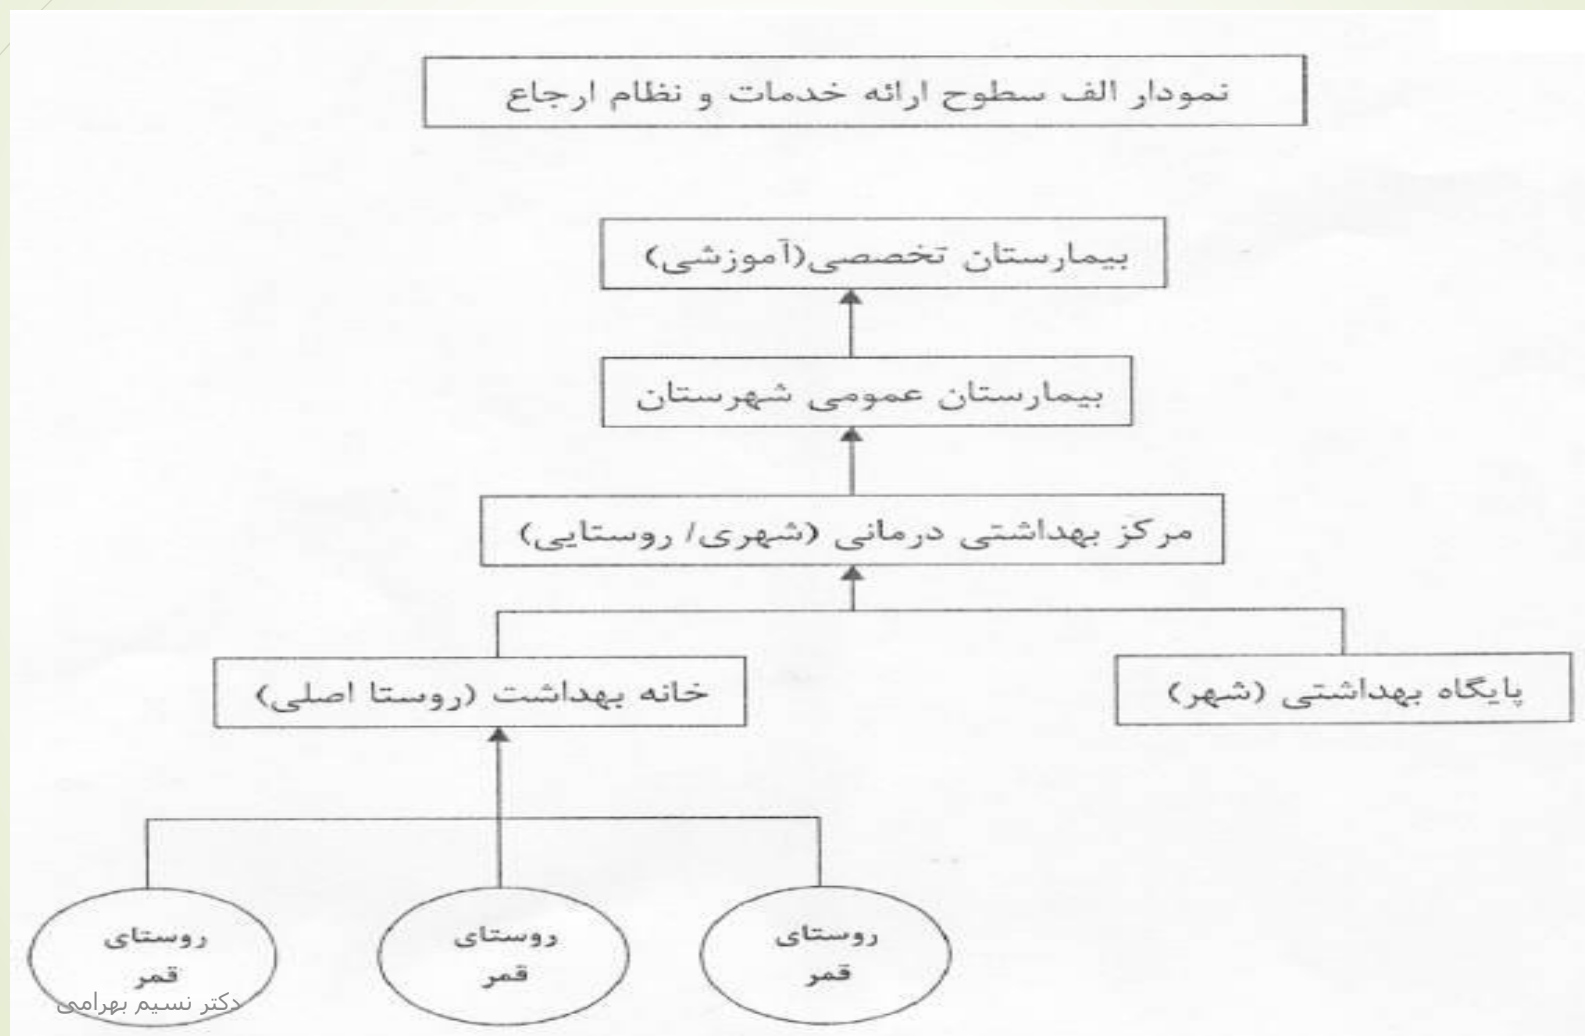 نمودار الف سطوح ارائه خدمات و نظام ارجاع
بیمارستان تخصصی(آموزشی)
بیمارستان عمومی شهرستان
مرکز بهداشتی درمانی (شهری/ روستایی)
پایگاه بهداشتی (شهر)
خانه بهداشت (روستا اصلی)
روستای
قمر
روستای
قمر
روستای
قمر
دکتر نسیم بهرامی